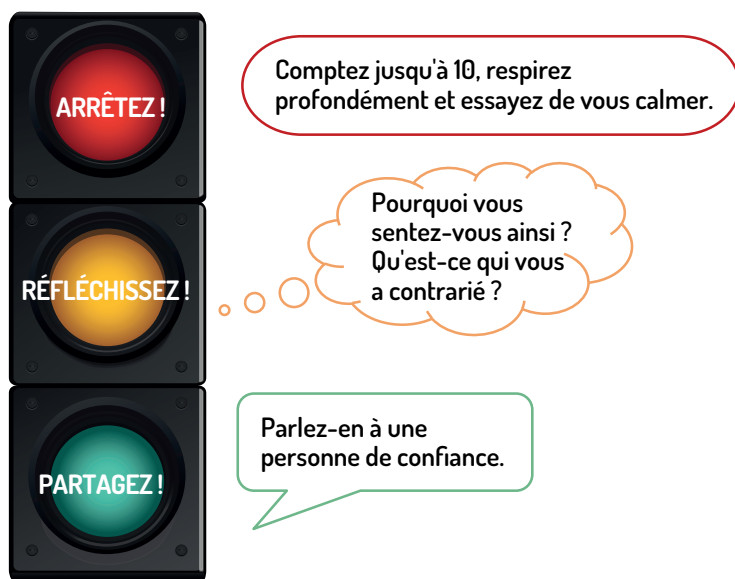 ARRÊTEZ !
Comptez jusqu'à 10, respirez
profondément et essayez de vous calmer.
RÉFLÉCHISSEZ !
Pourquoi vous
sentez-vous ainsi ?
Qu'est-ce qui vous
a contrarié ?
PARTAGEZ !
Parlez-en à une
personne de confiance.